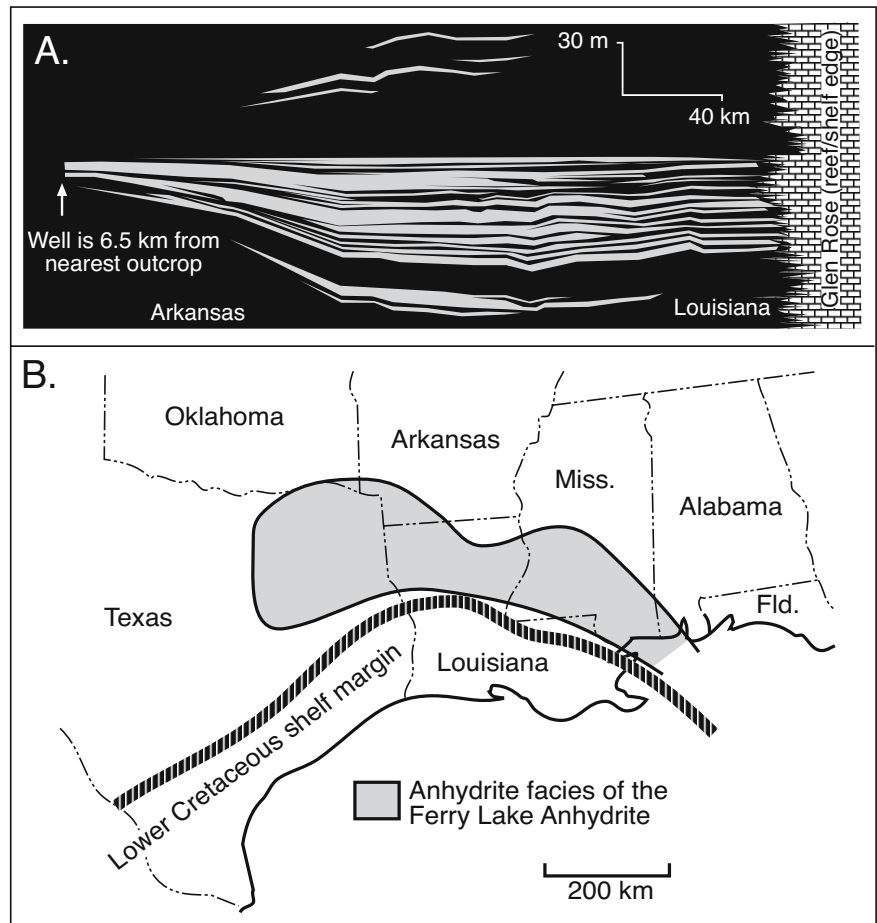 A.
30 m
40 km
Glen Rose (reef/shelf edge)
Well is 6.5 km from
nearest outcrop
Arkansas
Louisiana
B.
Oklahoma
Arkansas
Miss.
Alabama
Texas
Fld.
Louisiana
Lower Cretaceous shelf margin
Anhydrite facies of the
Ferry Lake Anhydrite
200 km